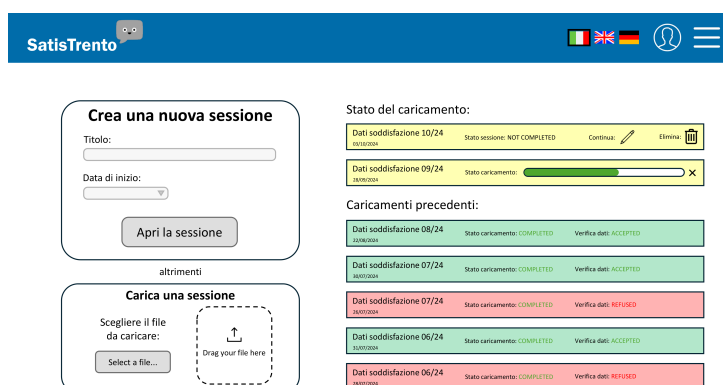 SatisTrento
Crea una nuova sessione
Titolo:
Data di inizio:
Apri la sessione
altrimenti
Carica una sessione
Scegliere il file
da caricare:
Select a file...
Drag your file here
Stato del caricamento:
Dati soddisfazione 10/24
Stato sessione: NOT COMPLETED
Continua:
Elimina:
03/10/2024
Dati soddisfazione 09/24
Stato caricamento:
28/09/2024
Caricamenti precedenti:
Dati soddisfazione 08/24
Stato caricamento: COMPLETED
Verifica dati: ACCEPTED
22/08/2024
Dati soddisfazione 07/24
Stato caricamento: COMPLETED
Verifica dati: ACCEPTED
30/07/2024
Dati soddisfazione 07/24
Stato caricamento: COMPLETED
Verifica dati: REFUSED
26/07/2024
Dati soddisfazione 06/24
Stato caricamento: COMPLETED
Verifica dati: ACCEPTED
31/07/2024
Dati soddisfazione 06/24
Stato caricamento: COMPLETED
Verifica dati: REFUSED